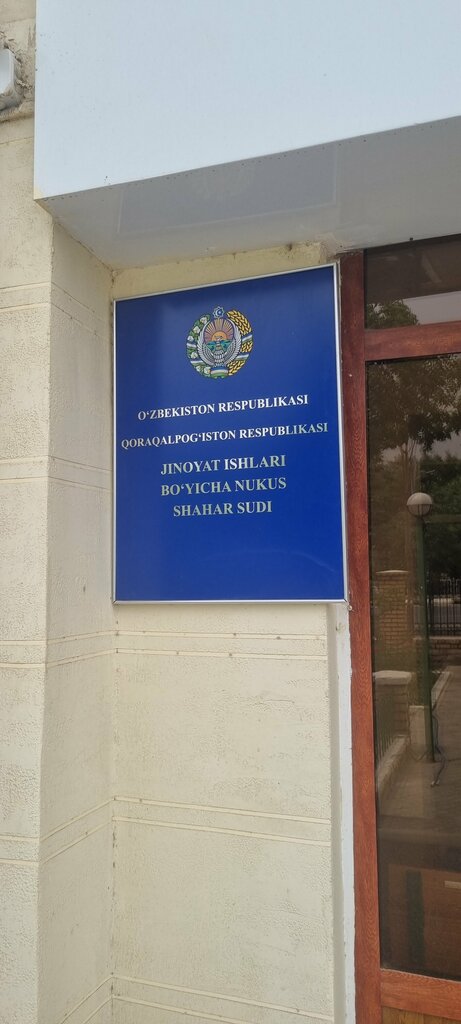 O‘ZBEKISTON RESPUBLIKASI
QORAQALPOG‘ISTON RESPUBLIKASI
JINOYAT ISHLARI
BO‘YICHA NUKUS
SHAHAR SUDI